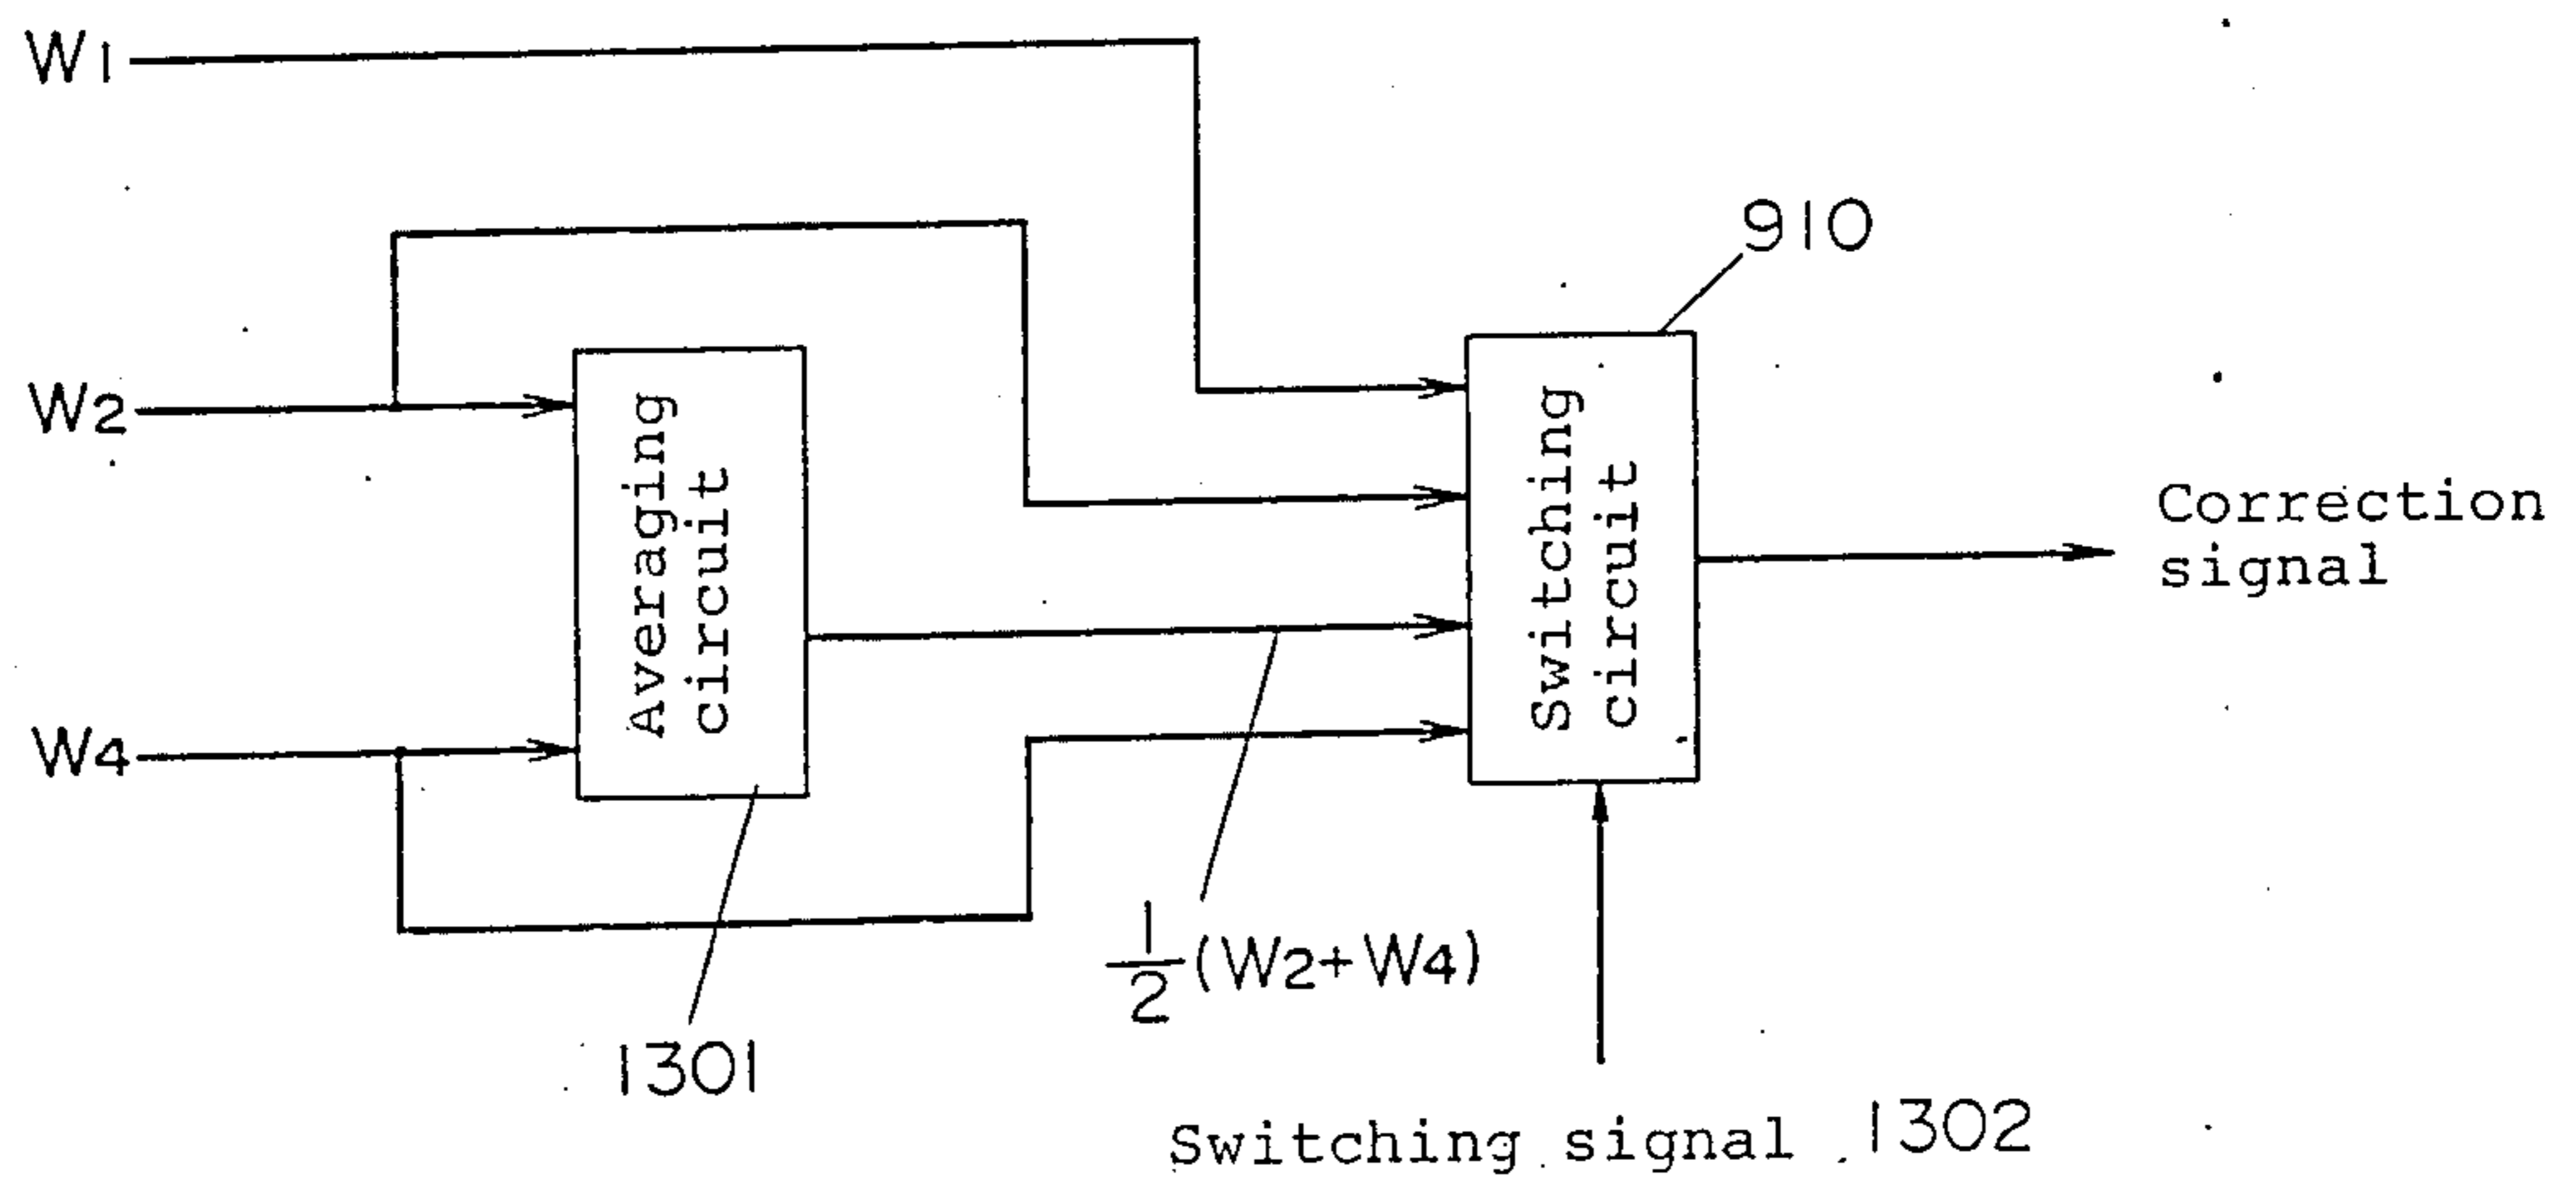 W1
910
W2
Averaging
circuit
Switching
circuit
Correction
signal
W4
1/2 (W2+W4)
1301
Switching signal 1302